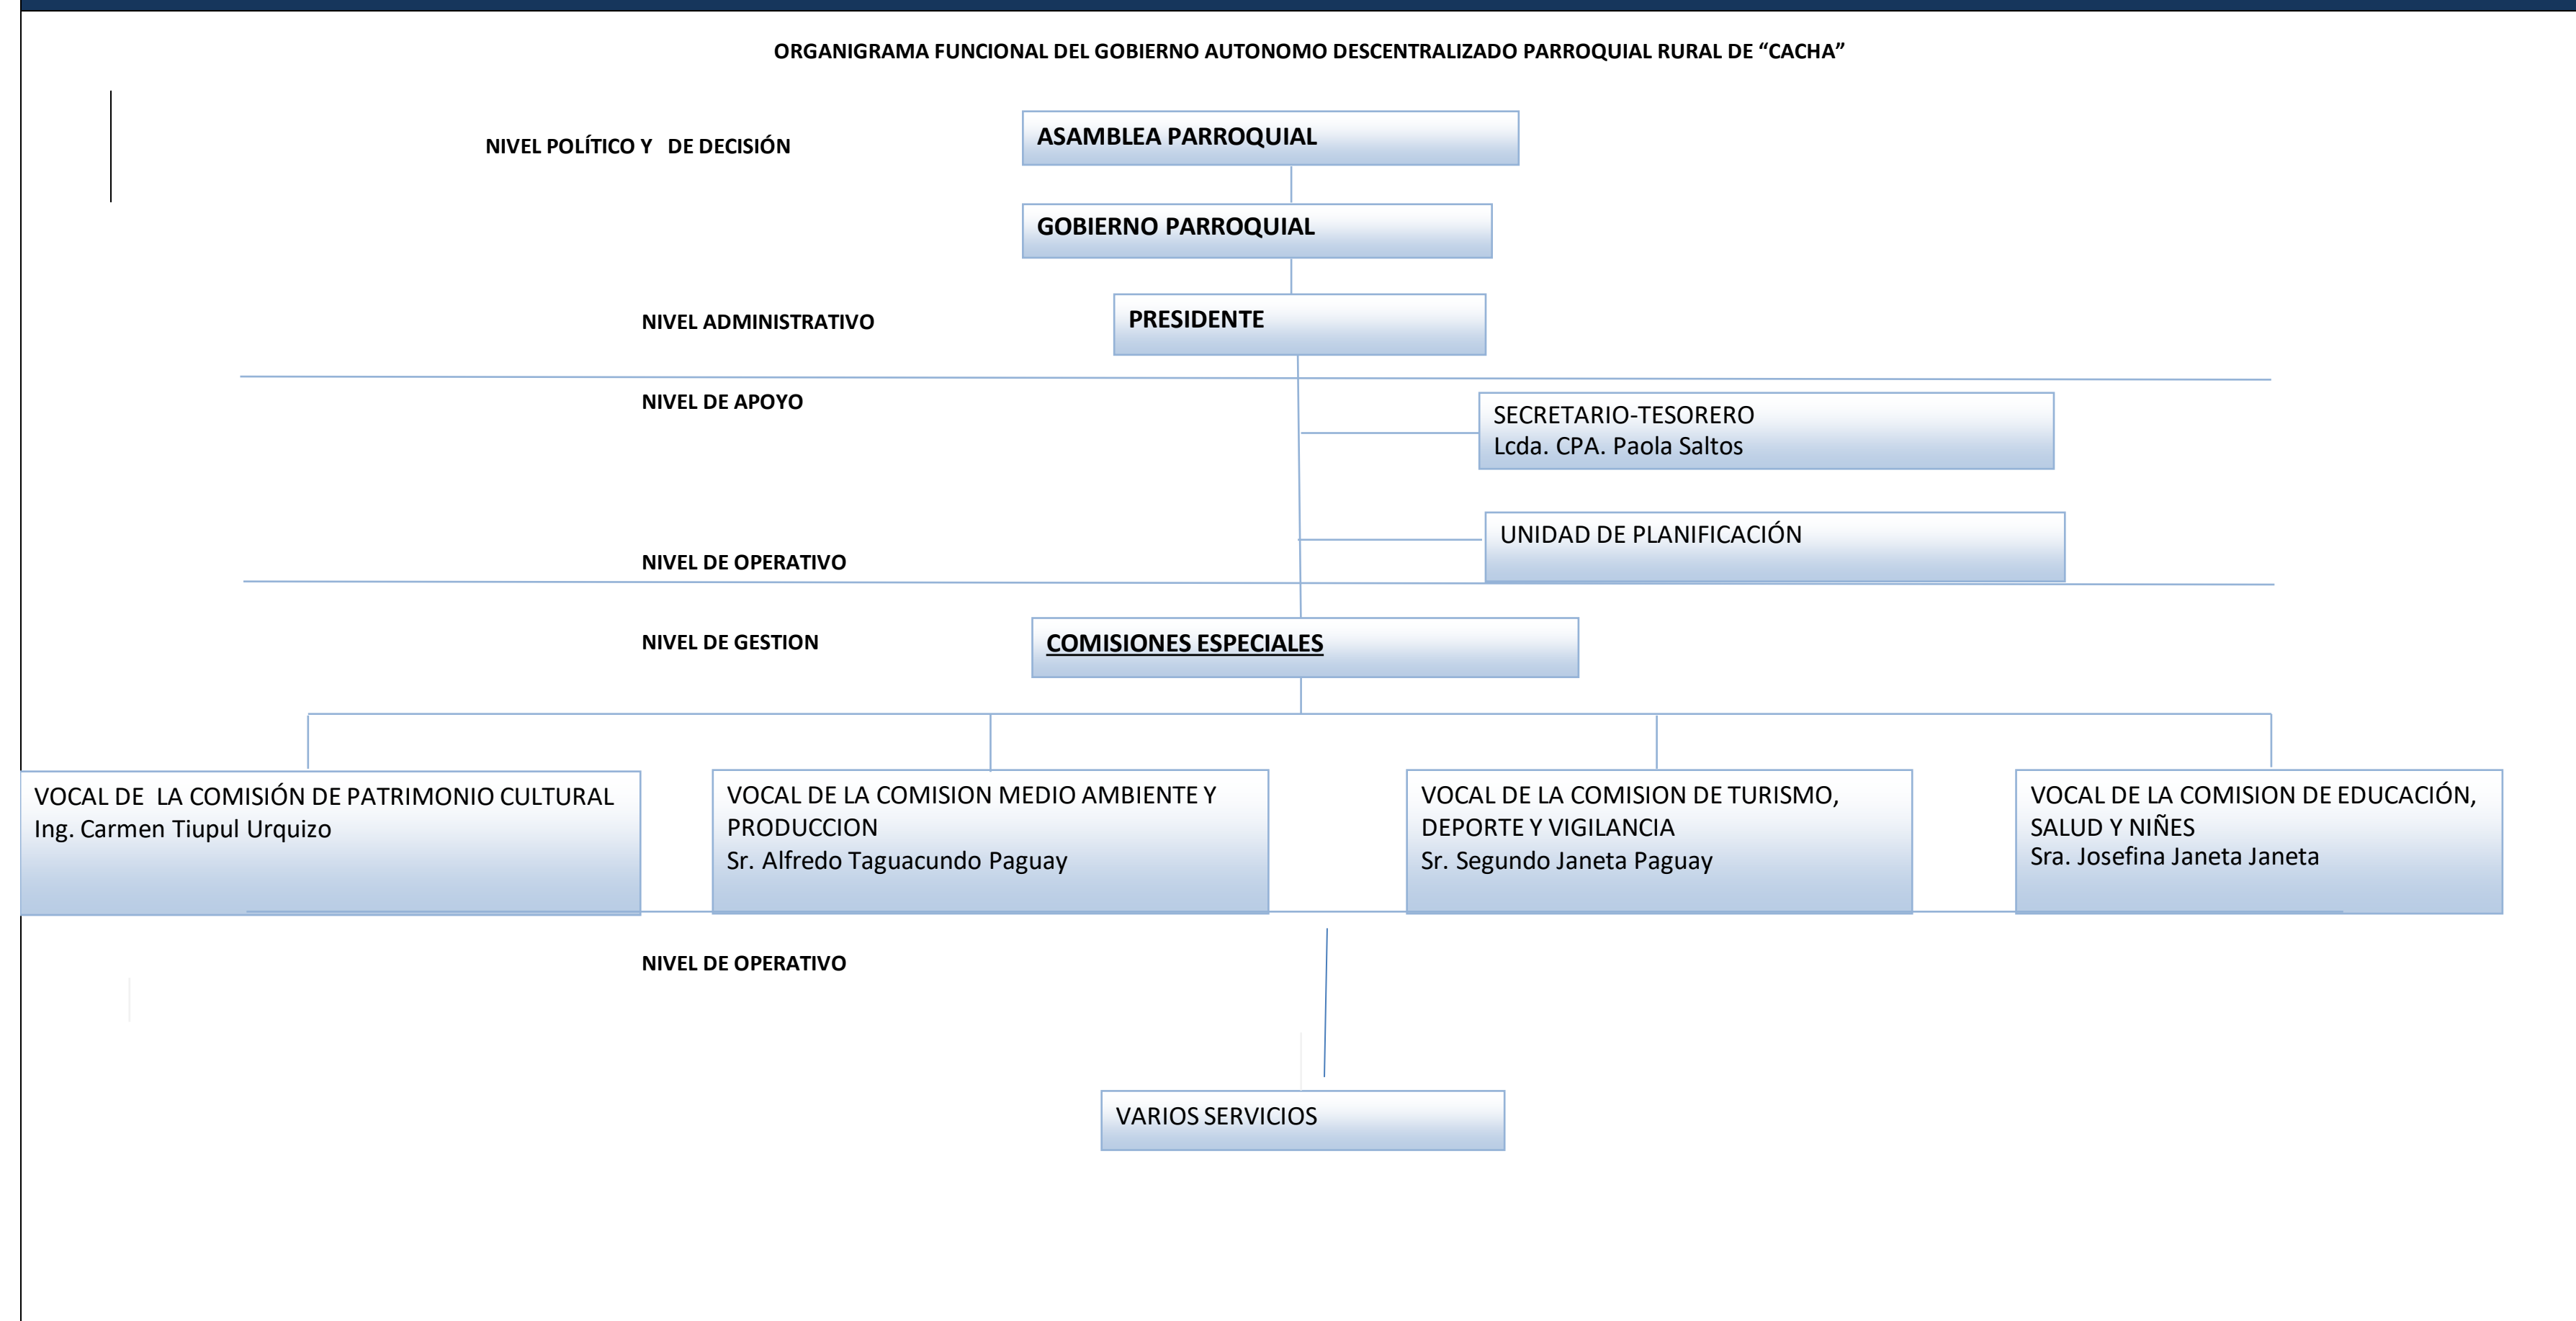 ORGANIGRAMA FUNCIONAL DEL GOBIERNO AUTONOMO DESCENTRALIZADO PARROQUIAL RURAL DE “CACHA”
NIVEL POLÍTICO Y DE DECISIÓN
ASAMBLEA PARROQUIAL
GOBIERNO PARROQUIAL
NIVEL ADMINISTRATIVO
PRESIDENTE
NIVEL DE APOYO
SECRETARIO-TESORERO
Lcda. CPA. Paola Saltos
UNIDAD DE PLANIFICACIÓN
NIVEL DE OPERATIVO
NIVEL DE GESTION
COMISIONES ESPECIALES
VOCAL DE LA COMISIÓN DE PATRIMONIO CULTURAL
Ing. Carmen Tiupul Urquizo
VOCAL DE LA COMISION MEDIO AMBIENTE Y
PRODUCCION
Sr. Alfredo Taguacundo Paguay
VOCAL DE LA COMISION DE TURISMO,
DEPORTE Y VIGILANCIA
Sr. Segundo Janeta Paguay
VOCAL DE LA COMISION DE EDUCACIÓN,
SALUD Y NIÑES
Sra. Josefina Janeta Janeta
NIVEL DE OPERATIVO
VARIOS SERVICIOS